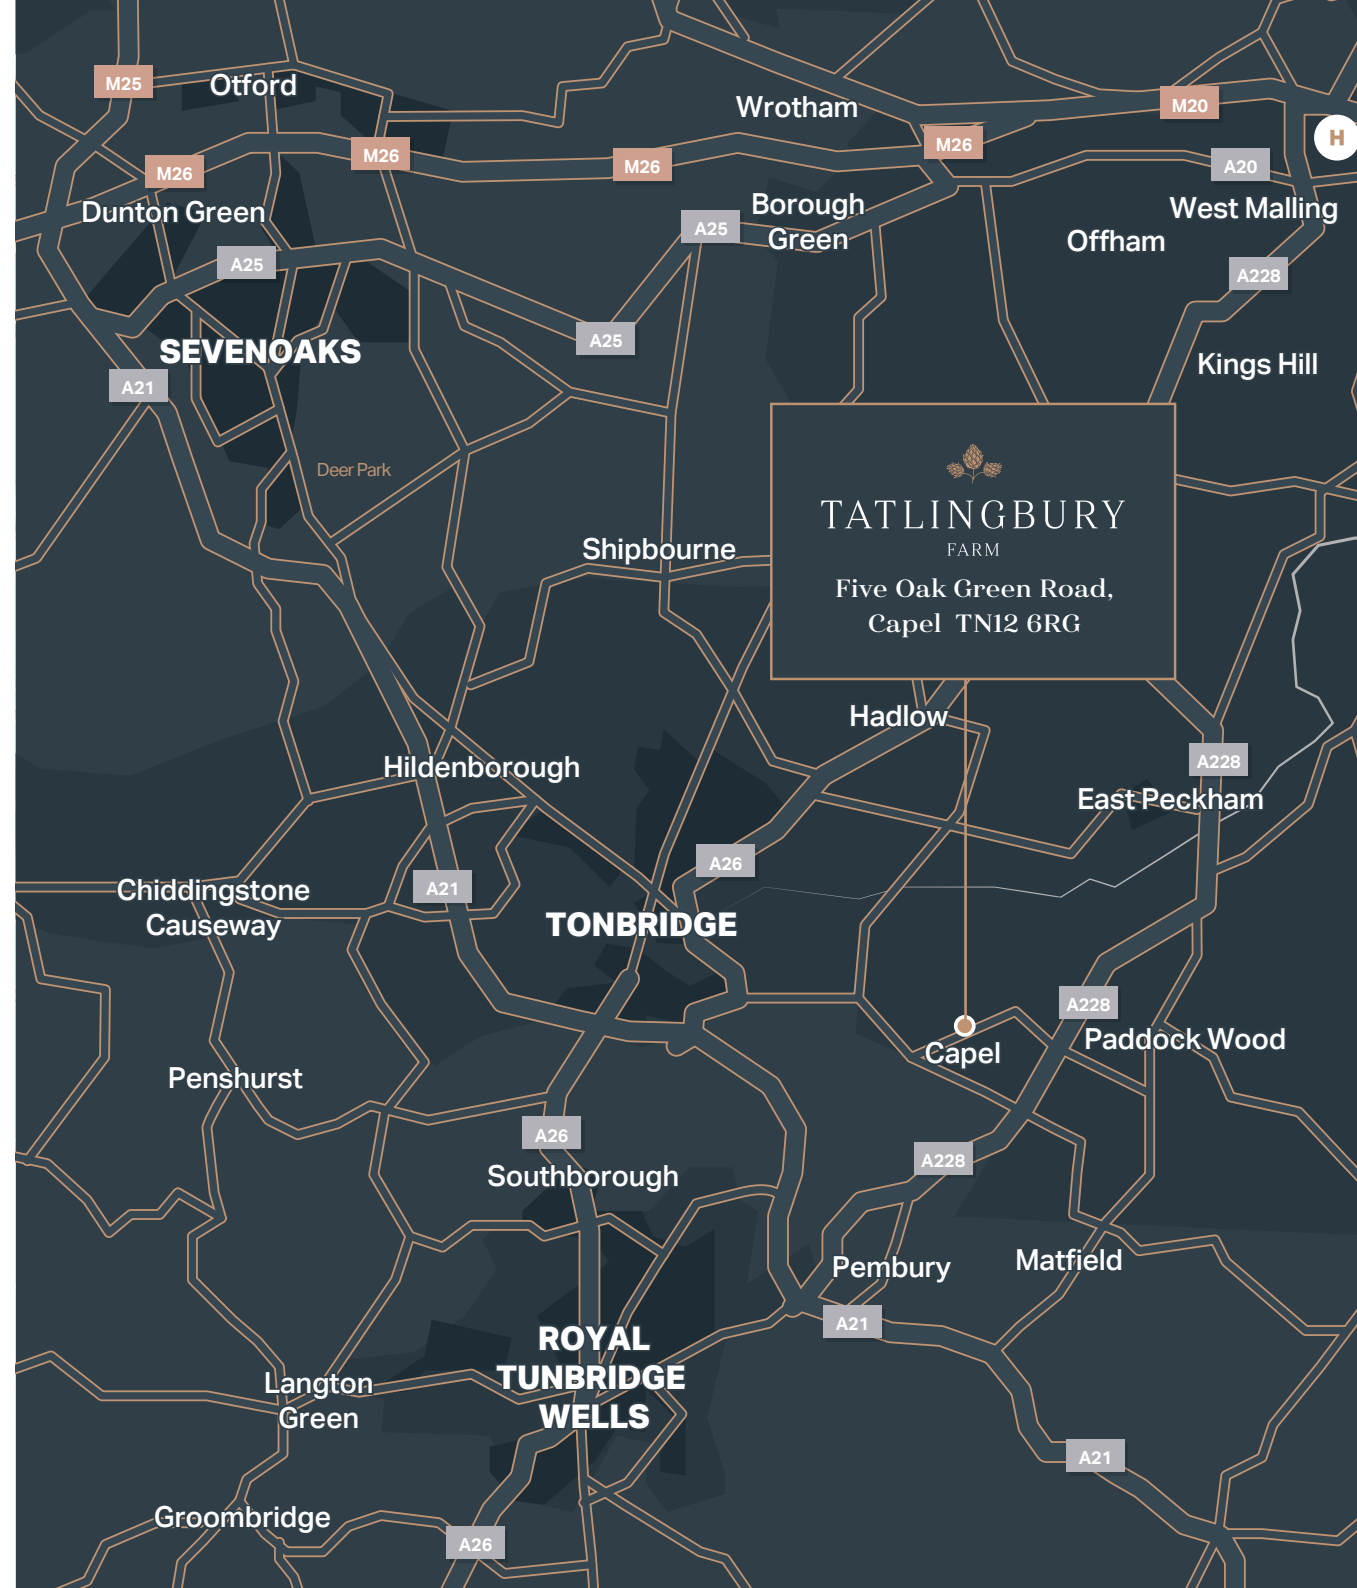 M25
Otford
M20
Wrotham
H
M26
M26
M26
M26
A20
Dunton Green
Borough
Green
West Malling
A25
Offham
A25
A228
A25
SEVENOAKS
Kings Hill
A21
Deer Park
TATLINGBURY
FARM
Five Oak Green Road,
Capel TN12 6RG
Shipbourne
Hadlow
Hildenborough
A228
East Peckham
A26
A21
Chiddingstone
Causeway
TONBRIDGE
A228
Capel
Paddock Wood
Penshurst
A26
A228
Southborough
Pembury
Matfield
A21
ROYAL
TUNBRIDGE
WELLS
Langton
Green
A21
Groombridge
A26